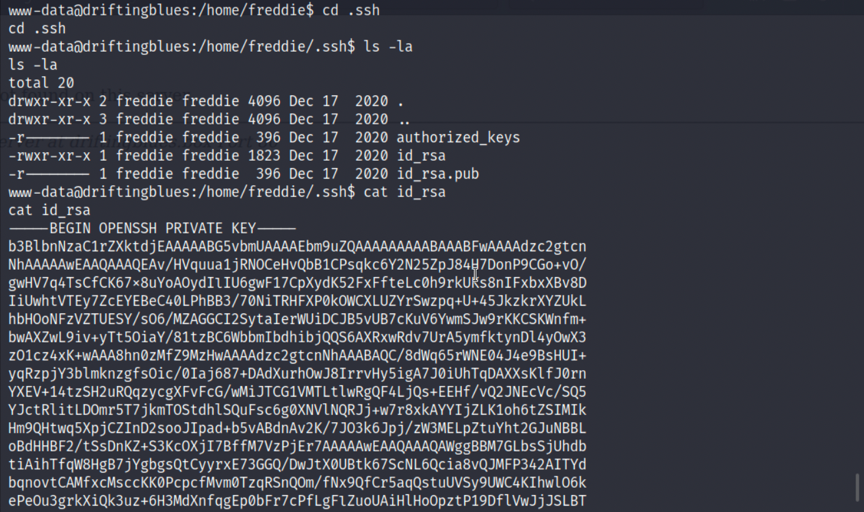 www-data@driftingblues:/home/freddie$ cd .ssh
cd .ssh
www-data@driftingblues:/home/freddie/.ssh$ ls -la
ls -la
total 20
drwxr-xr-x 2 freddie freddie 4096 Dec 17  2020 .
drwxr-xr-x 3 freddie freddie 4096 Dec 17  2020 ..
-r-------- 1 freddie freddie  396 Dec 17  2020 authorized_keys
-rwxr-xr-x 1 freddie freddie 1823 Dec 17  2020 id_rsa
-r-------- 1 freddie freddie  396 Dec 17  2020 id_rsa.pub
www-data@driftingblues:/home/freddie/.ssh$ cat id_rsa
cat id_rsa
-----BEGIN OPENSSH PRIVATE KEY-----
b3BlbnNzaC1rZXktdjEAAAAABG5vbmUAAAAEbm9uZQAAAAAAAAABAAABFwAAAAdzc2gtcn
NhAAAAAwEAAQAAAQEAv/HVquua1jRNOCeHvQbB1CPsqkc6Y2N25ZpJ84H7DonP9CGo+vO/
gwHV7q4TsCfCK67x8uYoAOydIlIU6gwF17CpXydK52FxFfteLc0h9rkUKs8nIFxbxXBv8D
IiUwhtVTEy7ZcEYEBeC40LPhBB3/70NiTRHFXP0kOWCXLUZYrSwzpq+U+45JkzkrXYZUkL
hbHOoNFzVZTUESY/sO6/MZAGGCI2SytaIerWUiDCJB5vUB7cKuV6YwmSJw9rKKCSKWnfm+
bwAXZwL9iv+yTt5OiaY/81tzBC6WbbmIbdhibjQQS6AXRxwRdv7UrA5ymfktynDl4yOwX3
zO1cz4xK+wAAA8hn0zMfZ9MzHwAAAAdzc2gtcnNhAAABAQC/8dWq65rWNE04J4e9BsHUI+
yqRzpjY3blmknzgfsOic/0Iaj687+DAdXurhOwJ8IrrvHy5igA7J0iUhTqDAXXsKlfJ0rn
YXEV+14tzSH2uRQqzycgXFvFcG/wMiJTCG1VMTLtlwRgQF4LjQs+EEHf/vQ2JNEcVc/SQ5
YJctRlitLDOmr5T7jkmTOStdhlSQuFsc6g0XNVlNQRJj+w7r8xkAYYIjZLK1oh6tZSIMIk
Hm9QHtwq5XpjCZInD2sooJIpad+b5vABdnAv2K/7JO3k6Jpj/zW3MELpZtuYht2GJuNBBL
oBdHHBF2/tSsDnKZ+S3KcOXjI7BffM7VzPjEr7AAAAAwEAAQAAAQAWggBBM7GLbsSjUhdb
tiAihTfqW8HgB7jYgbgsQtCyyrxE73GGQ/DwJtX0UBtk67ScNL6Qcia8vQJMFP342AITYd
bqnovtCAMfxcMsccKK0PcpcfMvm0TzqRSnQOm/fNx9QfCr5aqQstuUVSy9UWC4KIhwlO6k
ePeOu3grkXiQk3uz+6H3MdXnfqgEp0bFr7cPfLgFlZuoUAiHlHoOpztP19DflVwJjJSLBT